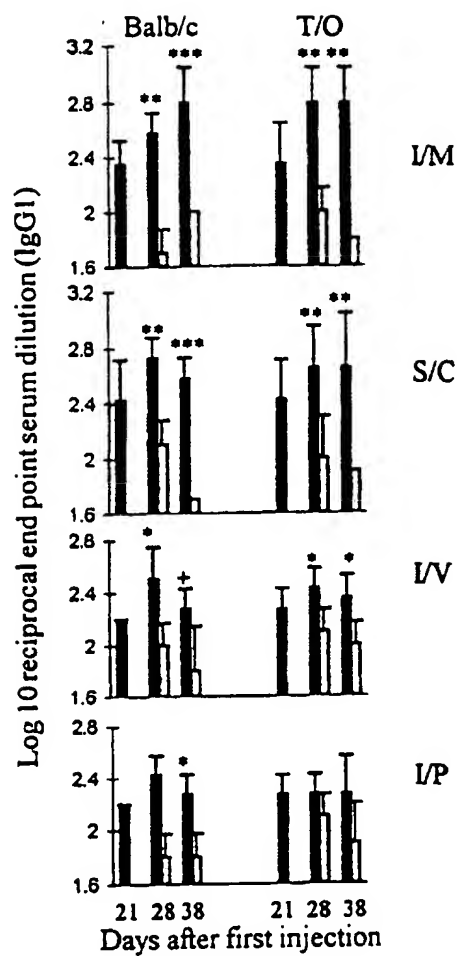 Balb/c T/O
3.2 *** ** **
2.8 **
2.4 I/M
2
1.6
3.2
** *** ** **
2.8 S/C
2.4
2
1.6
2.8
* + * *
2.4 I/V
2
1.6
2.8
*
2.4 I/P
2
1.6
21 28 38 21 28 38
Days after first injection
Log 10 reciprocal end point serum dilution (IgG1)